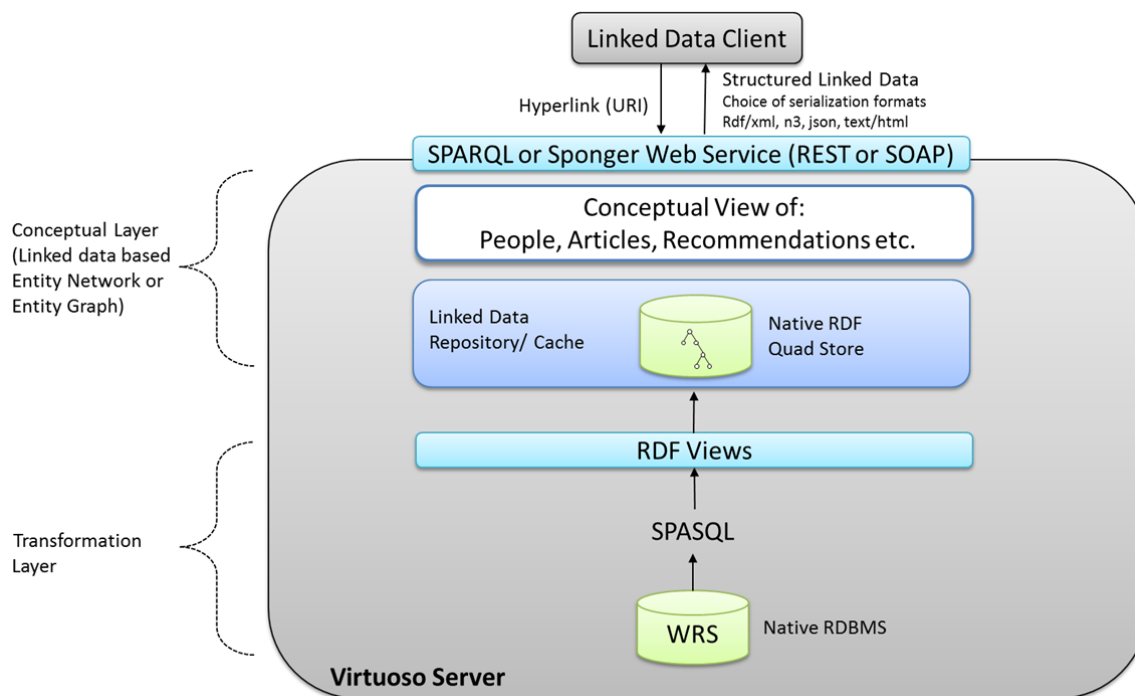 Linked Data Client
Hyperlink (URI)
Structured Linked Data
Choice of serialization formats
Rdf/xml, n3, json, text/html
SPARQL or Sponger Web Service (REST or SOAP)
Conceptual View of:
People, Articles, Recommendations etc.
Conceptual Layer
(Linked data based
Entity Network or
Entity Graph)
Linked Data
Repository/ Cache
Native RDF
Quad Store
RDF Views
SPASQL
Transformation
Layer
WRS
Native RDBMS
Virtuoso Server